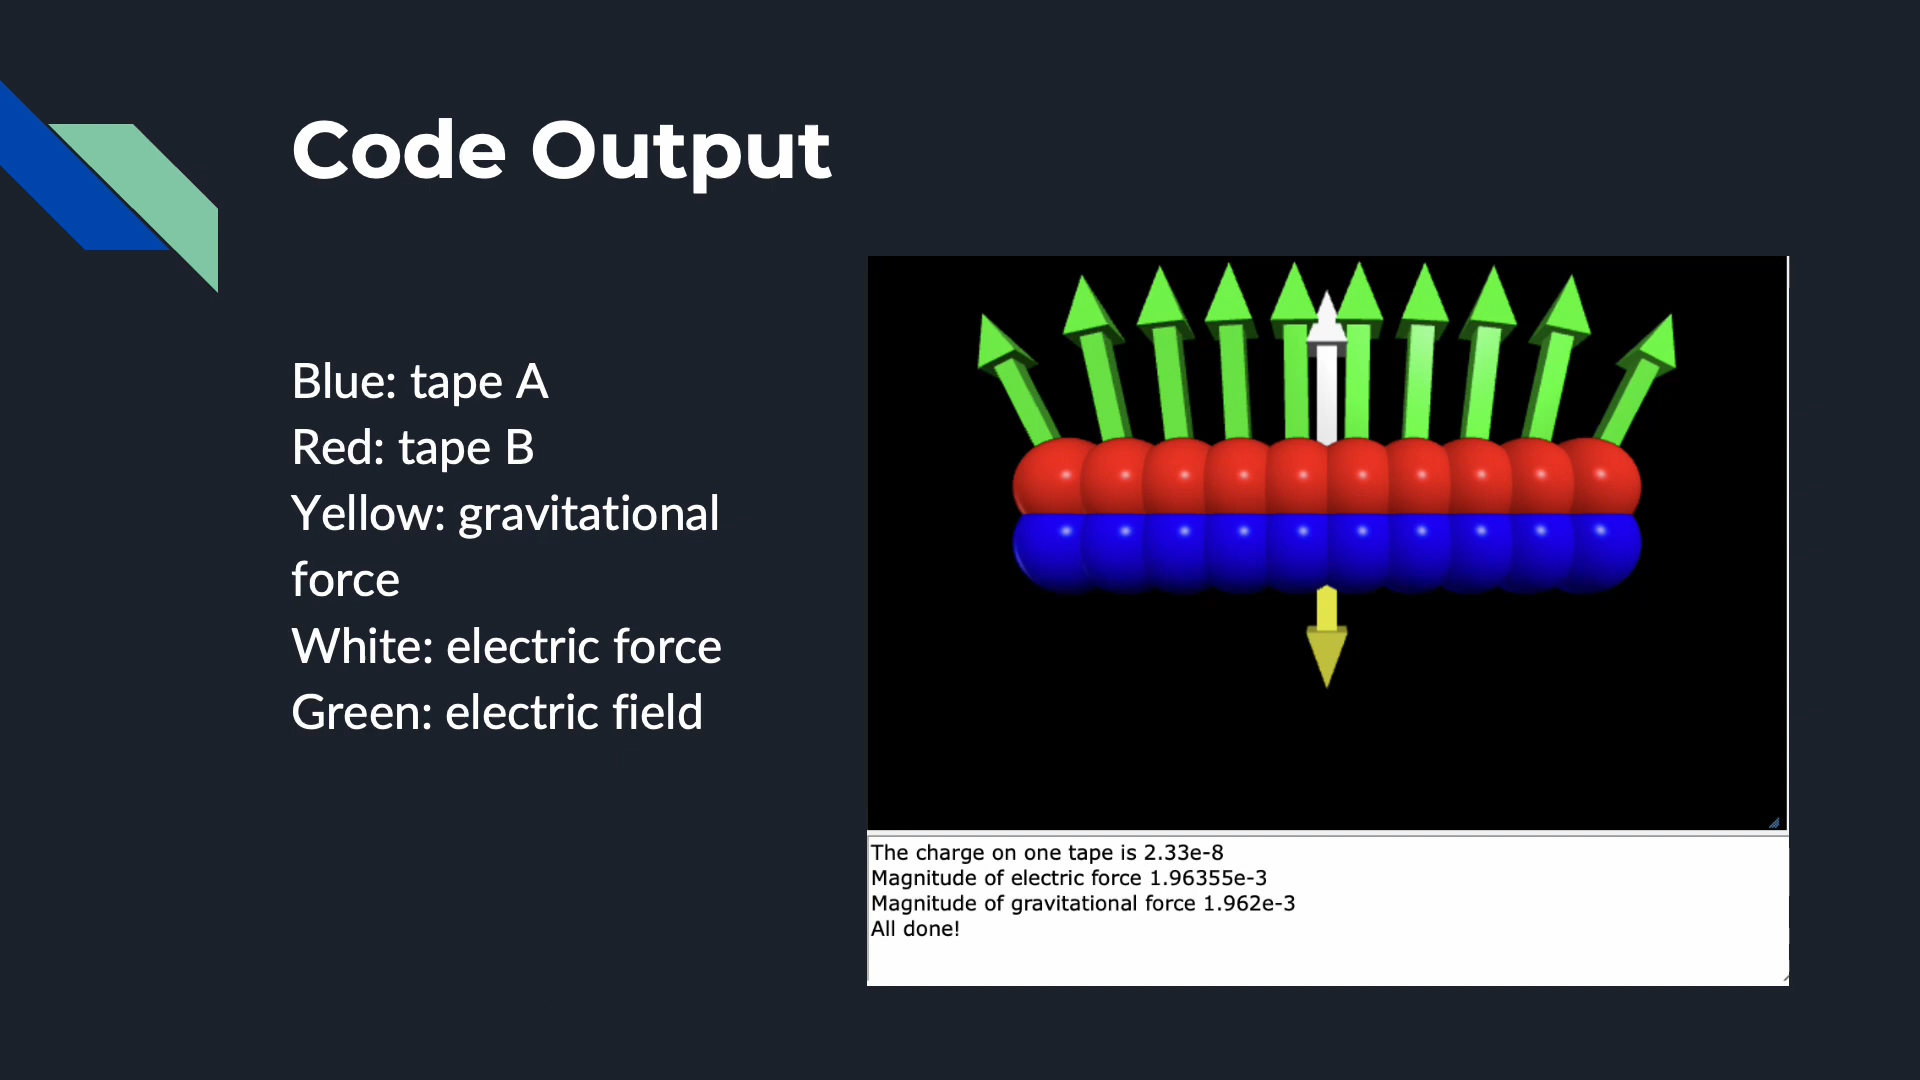 Code Output
Blue: tape A
Red: tape B
Yellow: gravitational
force
White: electric force
Green: electric field
The charge on one tape is 2.33e-8
Magnitude of electric force 1.96355e-3
Magnitude of gravitational force 1.962e-3
All done!